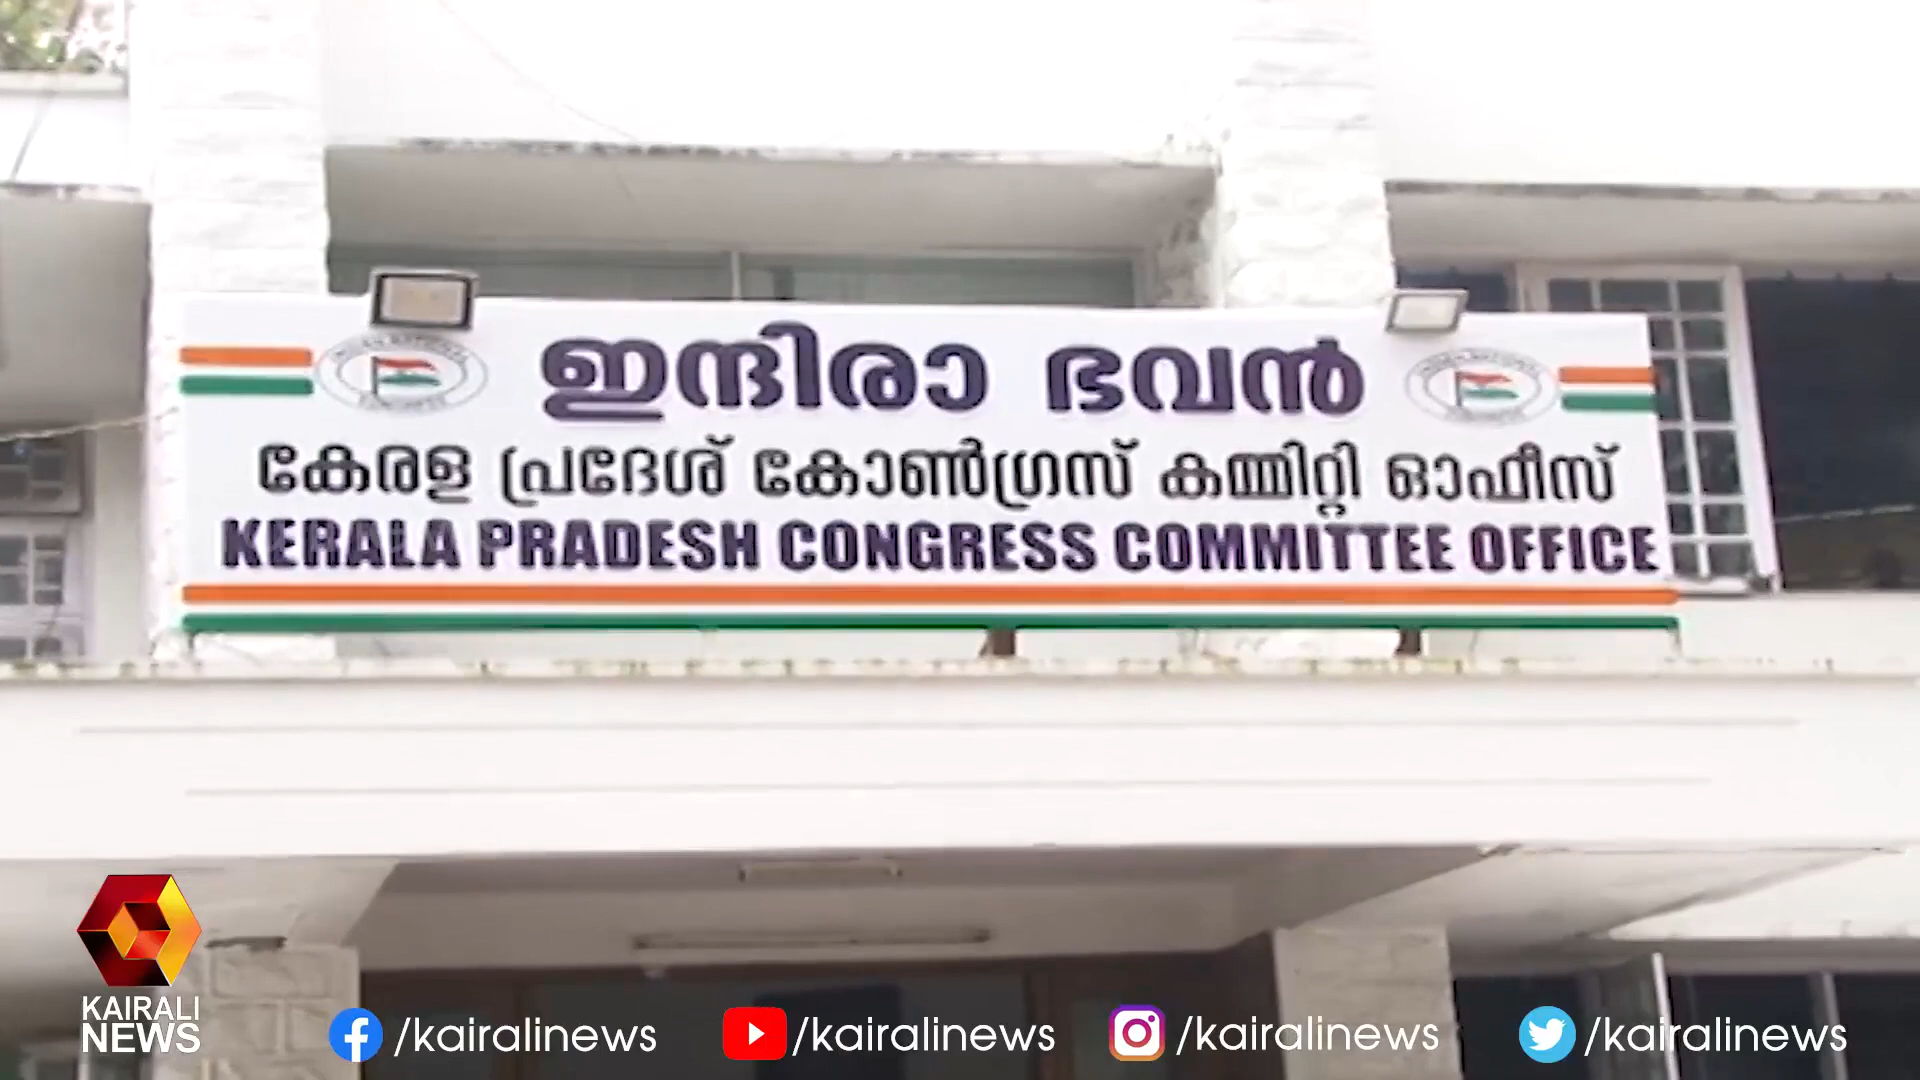 ഇന്ദിരാ ഭവൻ
കേരള പ്രദേശ് കോൺഗ്രസ് കമ്മിറ്റി ഓഫീസ്
KERALA PRADESH CONGRESS COMMITTEE OFFICE
KAIRALI
NEWS
/kairalinews /kairalinews /kairalinews /kairalinews